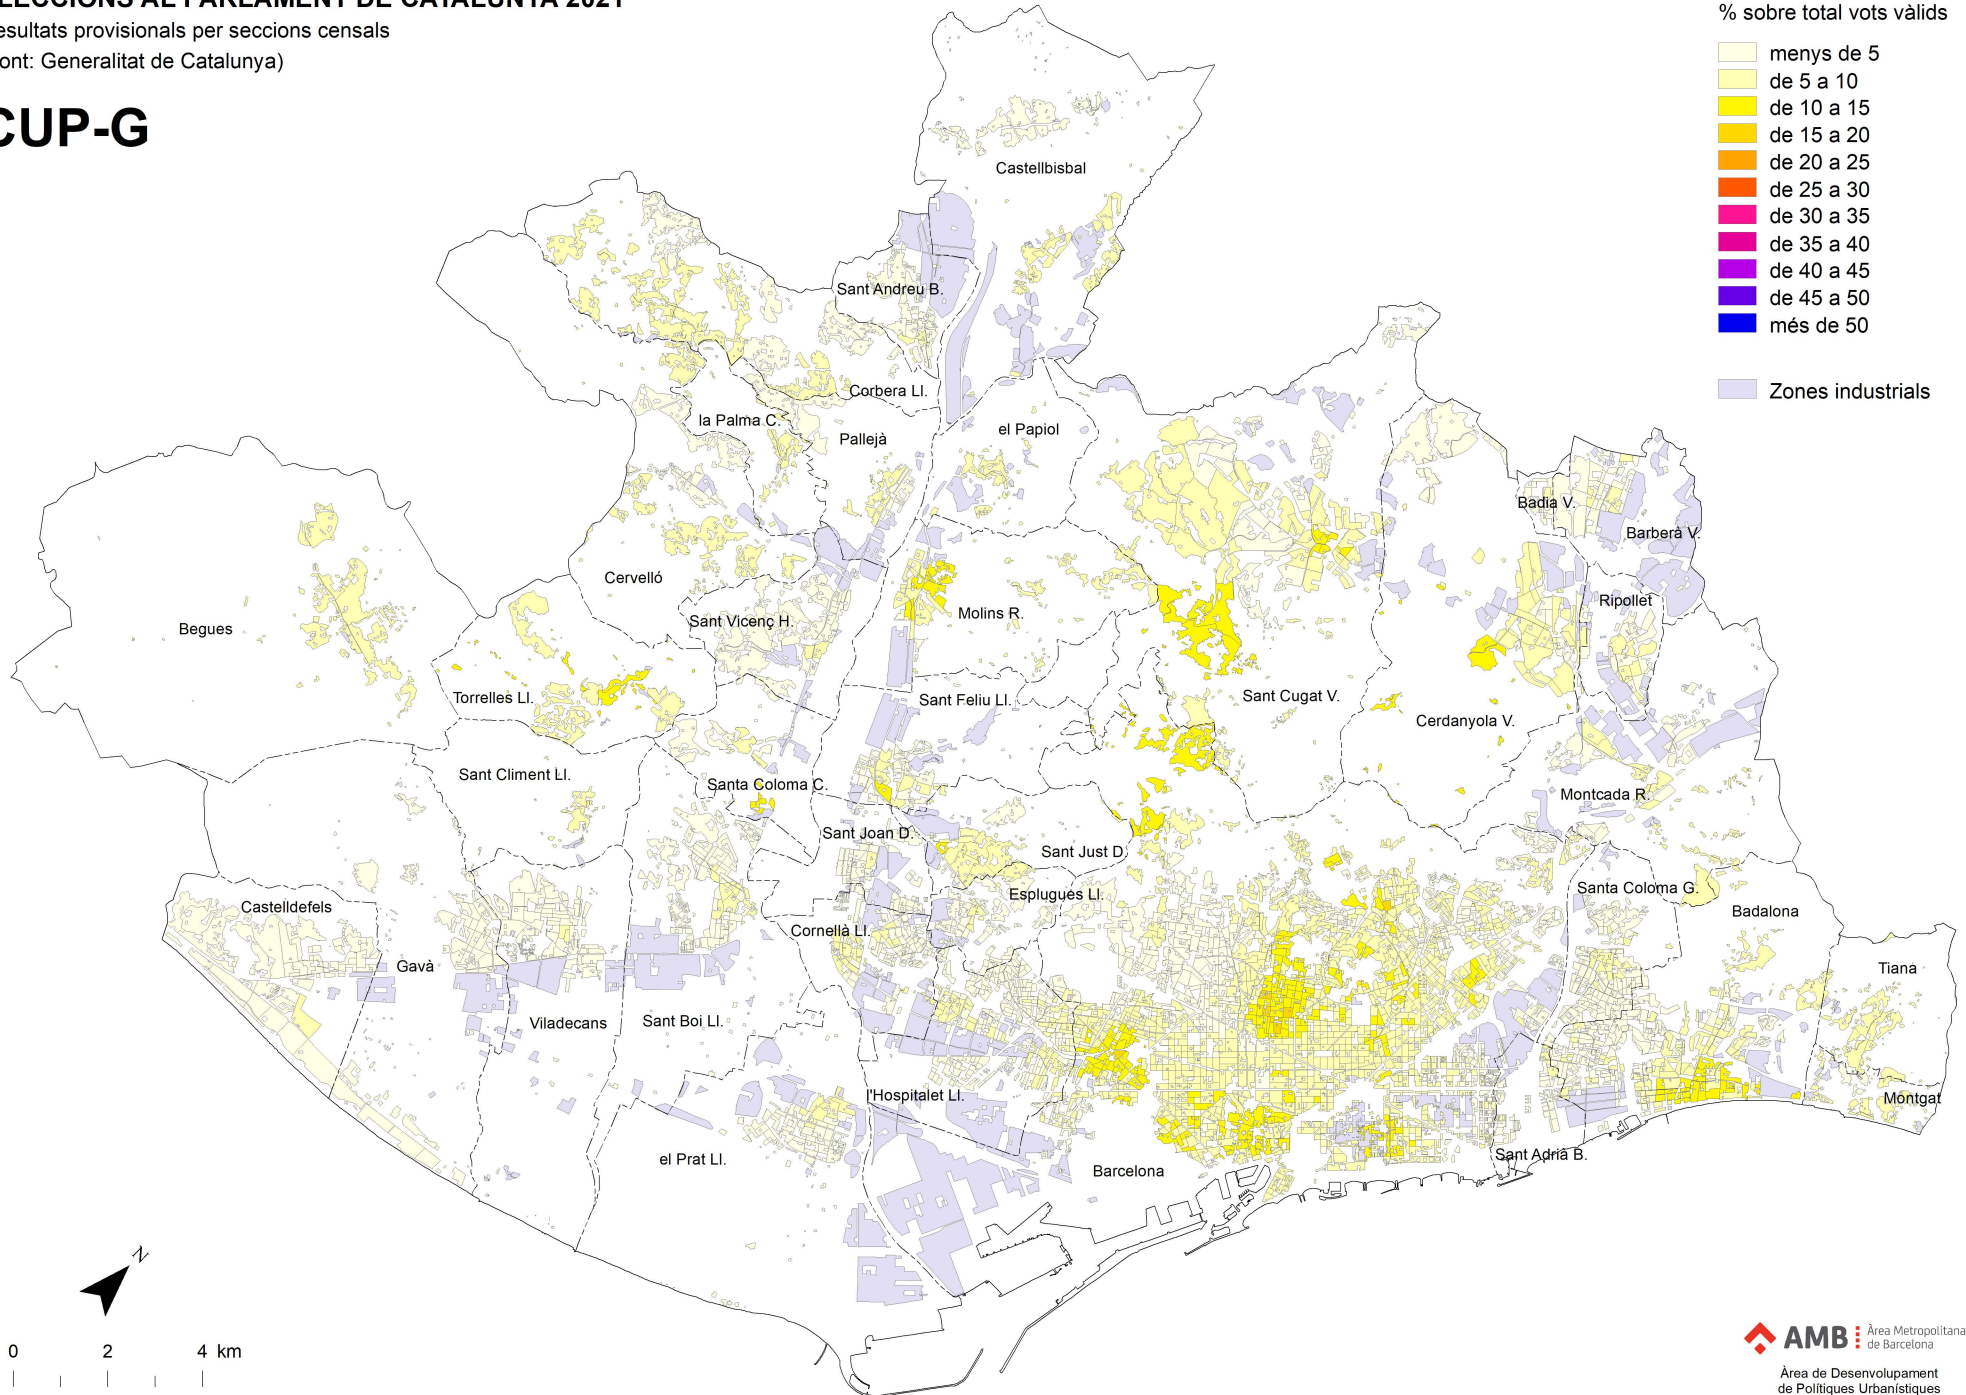 LECCIONS AL PARLAMENT DE CATALUNYA 2021
esultats provisionals per seccions censals
ont: Generalitat de Catalunya)
CUP-G
% sobre total vots vàlids
menys de 5
de 5 a 10
de 10 a 15
de 15 a 20
de 20 a 25
de 25 a 30
de 30 a 35
de 35 a 40
de 40 a 45
de 45 a 50
més de 50
Zones industrials
Castellbisbal
Sant Andreu B.
Corbera Ll.
la Palma C.
Pallejà
el Papiol
Badia V.
Barberà V.
Cervelló
Ripollet
Begues
Sant Vicenç H.
Molins R.
Torrelles Ll.
Sant Feliu Ll.
Sant Cugat V.
Cerdanyola V.
Sant Climent Ll.
Santa Coloma C.
Montcada R.
Sant Joan D.
Sant Just D.
Esplugues Ll.
Santa Coloma G.
Castelldefels
Badalona
Cornellà Ll.
Gavà
Tiana
Viladecans
Sant Boi Ll.
l'Hospitalet Ll.
Montgat
el Prat Ll.
Barcelona
Sant Adrià B.
N
0 2 4 km
AMB Àrea Metropolitana
de Barcelona
Àrea de Desenvolupament
de Polítiques Urbanístiques